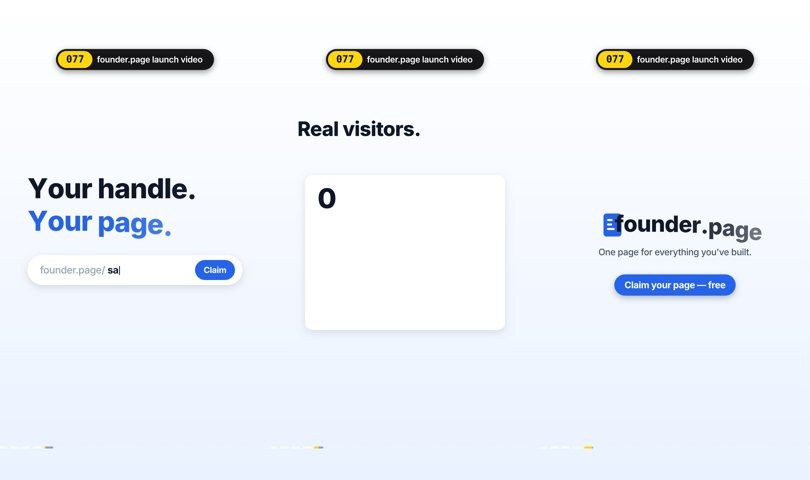 077 founder.page launch video
Your handle.
Your page.
founder.page/ sa
Claim
077 founder.page launch video
Real visitors.
0
077 founder.page launch video
founder.page
One page for everything you've built.
Claim your page — free